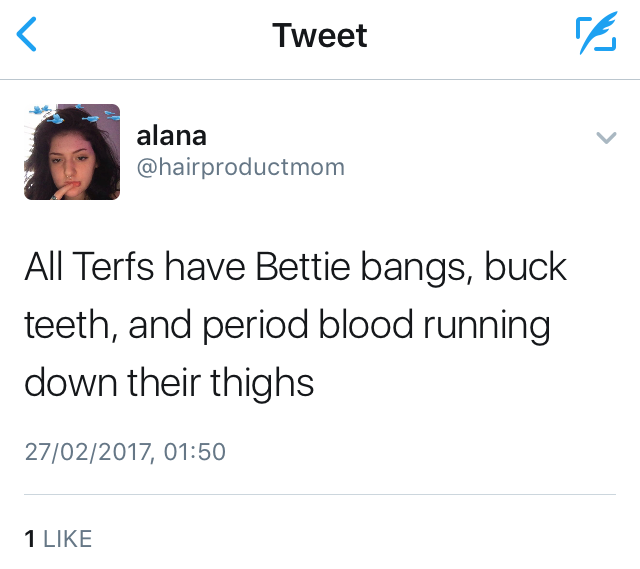 Tweet
alana
@hairproductmom
All Terfs have Bettie bangs, buck
teeth, and period blood running
down their thighs
27/02/2017, 01:50
1 LIKE